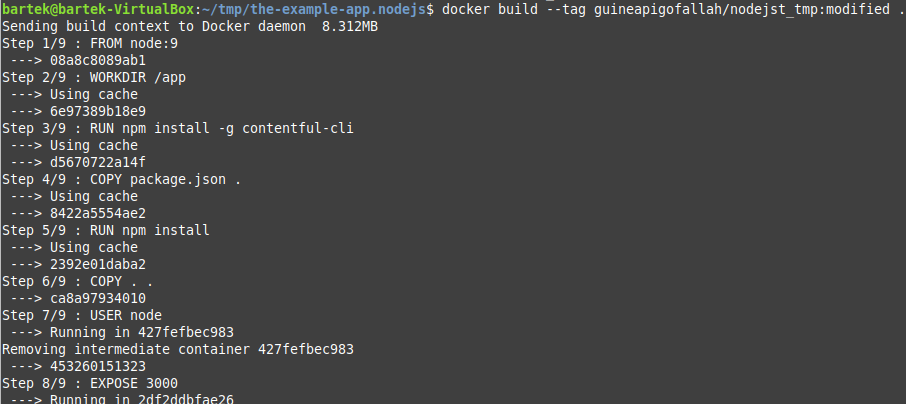 bartek@bartek-VirtualBox:~/tmp/the-example-app.nodejs$ docker build --tag guineapigofallah/nodejst_tmp:modified .
Sending build context to Docker daemon  8.312MB
Step 1/9 : FROM node:9
 ---> 08a8c8089ab1
Step 2/9 : WORKDIR /app
 ---> Using cache
 ---> 6e97389b18e9
Step 3/9 : RUN npm install -g contentful-cli
 ---> Using cache
 ---> d5670722a14f
Step 4/9 : COPY package.json .
 ---> Using cache
 ---> 8422a5554ae2
Step 5/9 : RUN npm install
 ---> Using cache
 ---> 2392e01daba2
Step 6/9 : COPY . .
 ---> ca8a97934010
Step 7/9 : USER node
 ---> Running in 427fefbec983
Removing intermediate container 427fefbec983
 ---> 453260151323
Step 8/9 : EXPOSE 3000
 ---> Running in 2df2ddbfae26